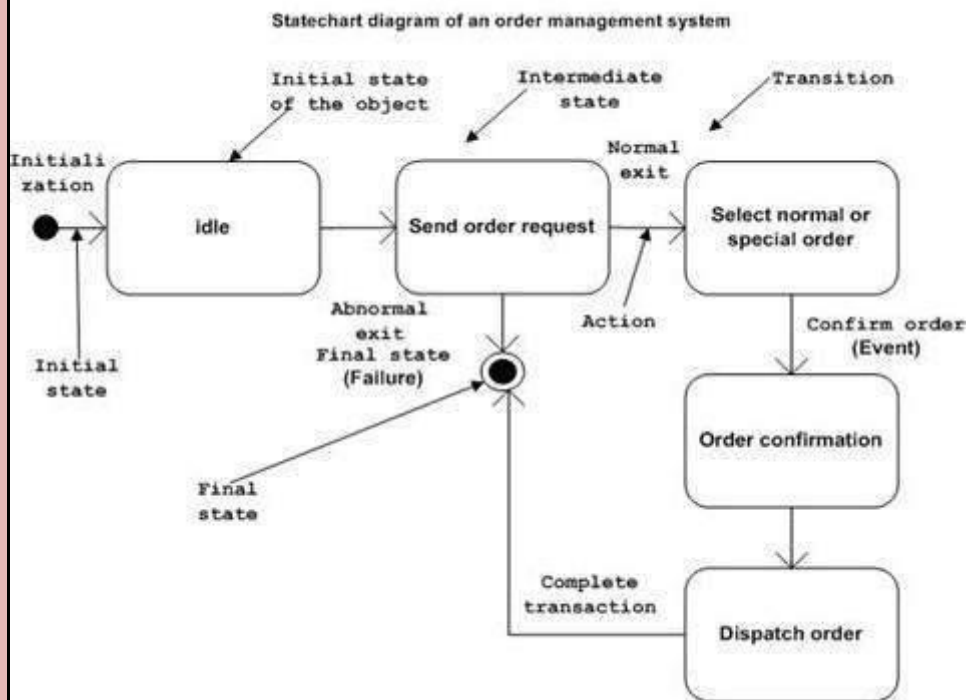 Statechart diagram of an order management system
Initial state
of the object
Intermediate
state
Transition
Initiali
zation
Normal
exit
idle
Send order request
Select normal or
special order
Abnormal
exit
Final state
(Failure)
Action
Confirm order
(Event)
Initial
state
Order confirmation
Final
state
Complete
transaction
Dispatch order